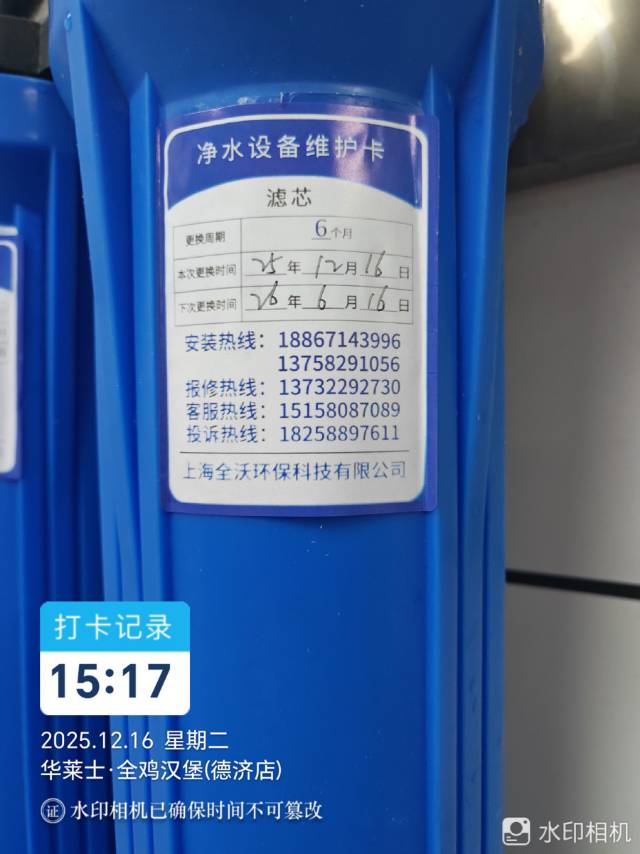 净水设备维护卡
滤芯
更换周期 6个月
本次更换时间 25年12月16日
下次更换时间 26年6月16日
安装热线：18867143996
13758291056
报修热线：13732292730
客服热线：15158087089
投诉热线：18258897611
上海全沃环保科技有限公司
打卡记录
15:17
2025.12.16 星期二
华莱士·全鸡汉堡(德济店)
证 水印相机已确保时间不可篡改
水印相机